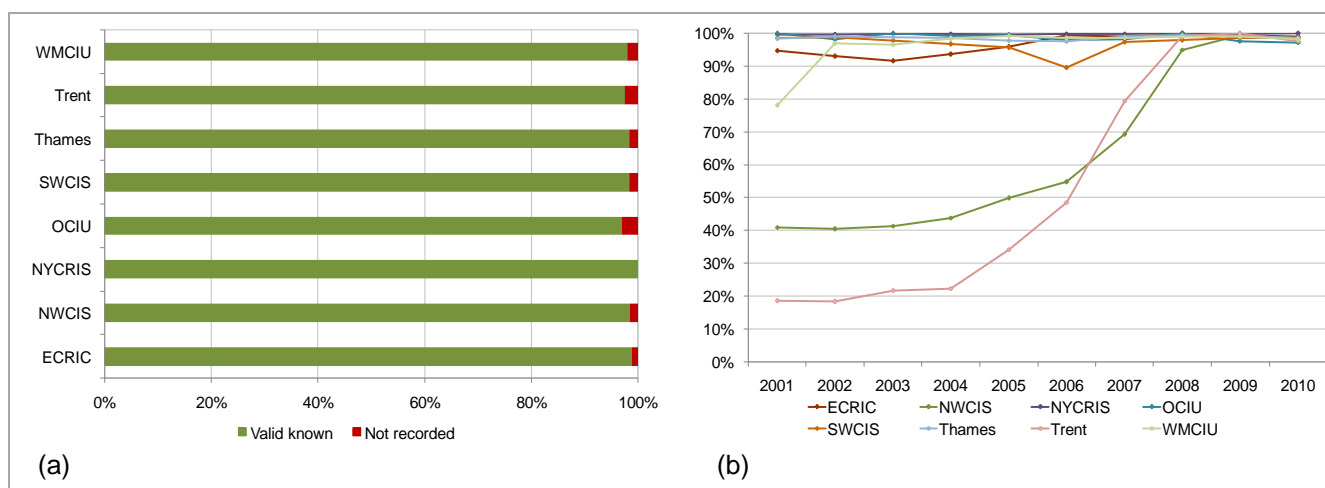 WMCIU
Trent
Thames
SWCIS
OCIU
NYCRIS
NWCIS
ECRIC
0% 20% 40% 60% 80% 100%
Valid known Not recorded
(a)
100%
90%
80%
70%
60%
50%
40%
30%
20%
10%
0%
2001 2002 2003 2004 2005 2006 2007 2008 2009 2010
ECRIC NWCIS NYCRIS OCIU
SWCIS Thames Trent WMCIU
(b)